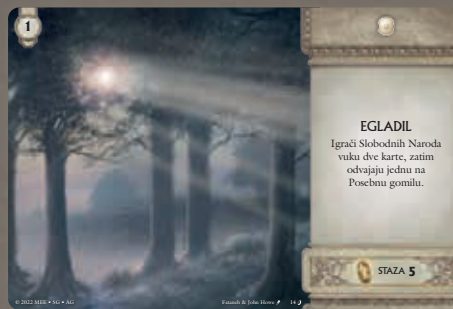 1
EGLADIL
Igrači Slobodnih Naroda
vuku dve karte, zatim
odvajaju jednu na
Posebnu gomilu.
STAZA 5
© 2022 MEE • SG • AG
Fataneh & John Howe
14